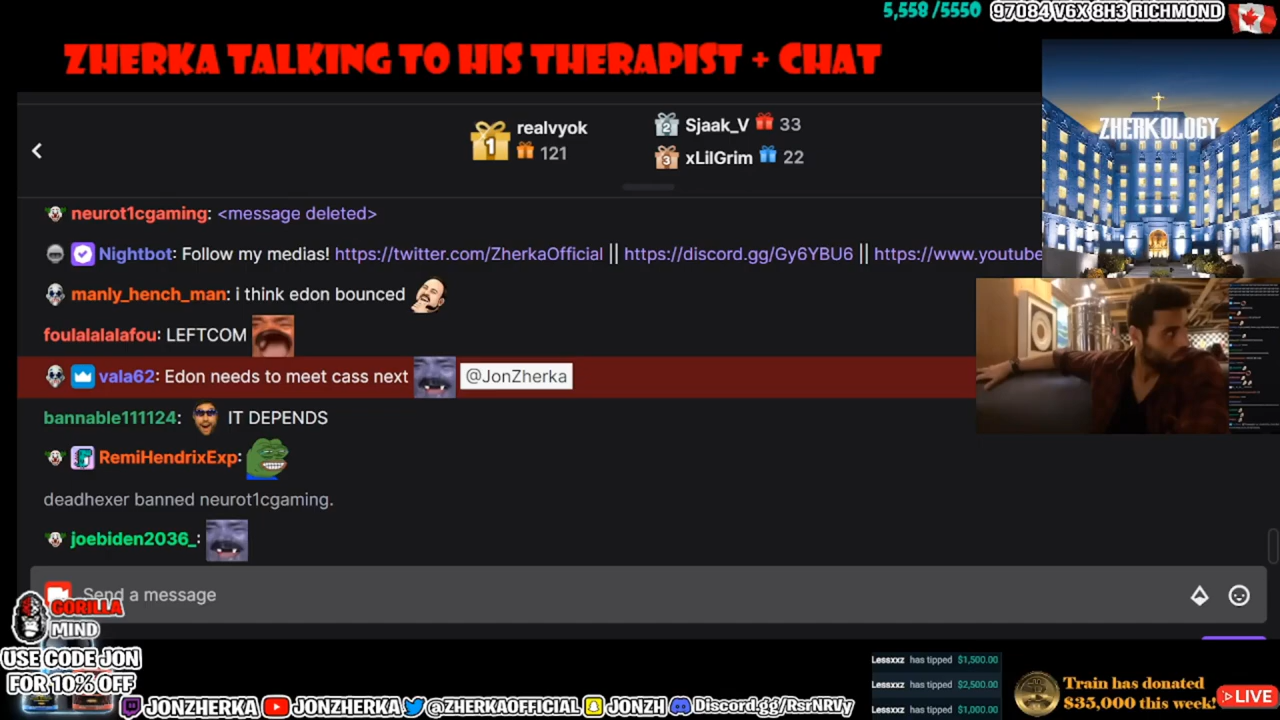 5,558 /5550
97084 V6X 8H3 RICHMOND
ZHERKA TALKING TO HIS THERAPIST + CHAT
1 realvyok 121
2 Sjaak_V 33
3 xLilGrim 22
ZHERKOLO6Y
neurot1cgaming: <message deleted>
Nightbot: Follow my medias! https://twitter.com/ZherkaOfficial || https://discord.gg/Gy6YBU6 || https://www.youtube
manly_hench_man: i think edon bounced
foulalalalafou: LEFTCOM
vala62: Edon needs to meet cass next @JonZherka
bannable111124: IT DEPENDS
RemiHendrixExp:
deadhexer banned neurot1cgaming.
joebiden2036_:
Send a message
GORILLA
MIND
USE CODE JON
FOR 10% OFF
JONZHERKA JONZHERKA @ZHERKAOFFICIAL JONZH Discord.gg/RsrNRVy
Lessxxz has tipped $1,500.00
Lessxxz has tipped $2,500.00
Lessxxz has tipped $1,000.00
Train has donated
$35,000 this week!
LIVE